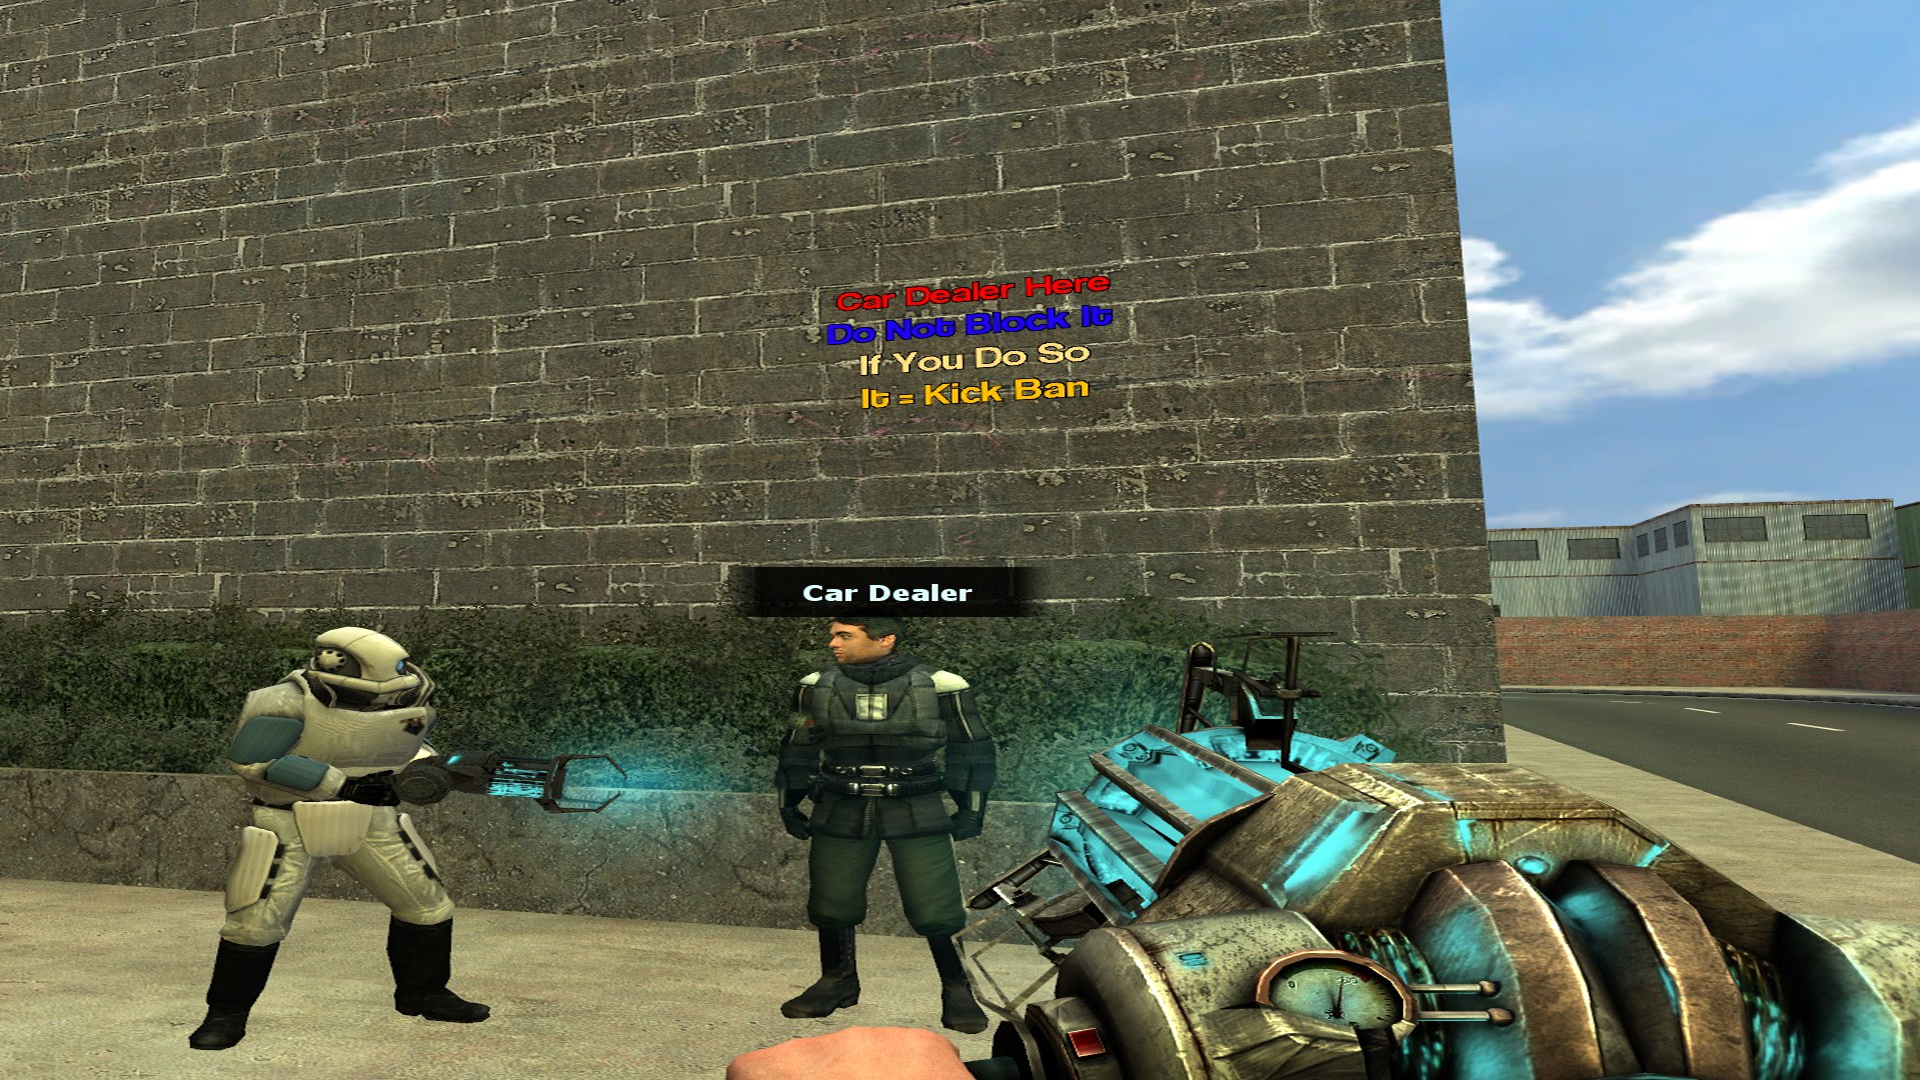 Car Dealer Here
Do Not Block It
If You Do So
It = Kick Ban
Car Dealer